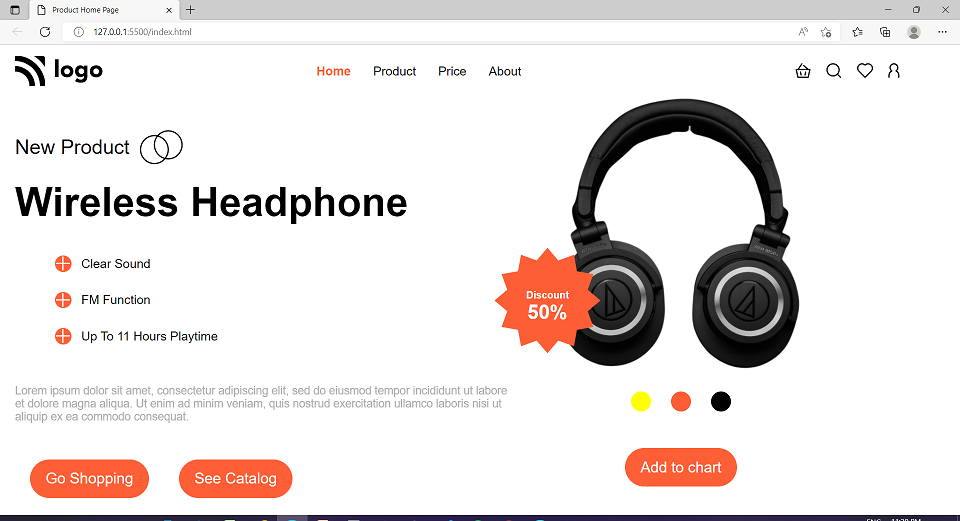 Product Home Page
127.0.0.1:5500/index.html
logo
Home Product Price About
New Product
Wireless Headphone
Clear Sound
FM Function
Up To 11 Hours Playtime
Discount
50%
Lorem ipsum dolor sit amet, consectetur adipiscing elit, sed do eiusmod tempor incididunt ut labore
et dolore magna aliqua. Ut enim ad minim veniam, quis nostrud exercitation ullamco laboris nisi ut
aliquip ex ea commodo consequat.
Go Shopping See Catalog
Add to chart